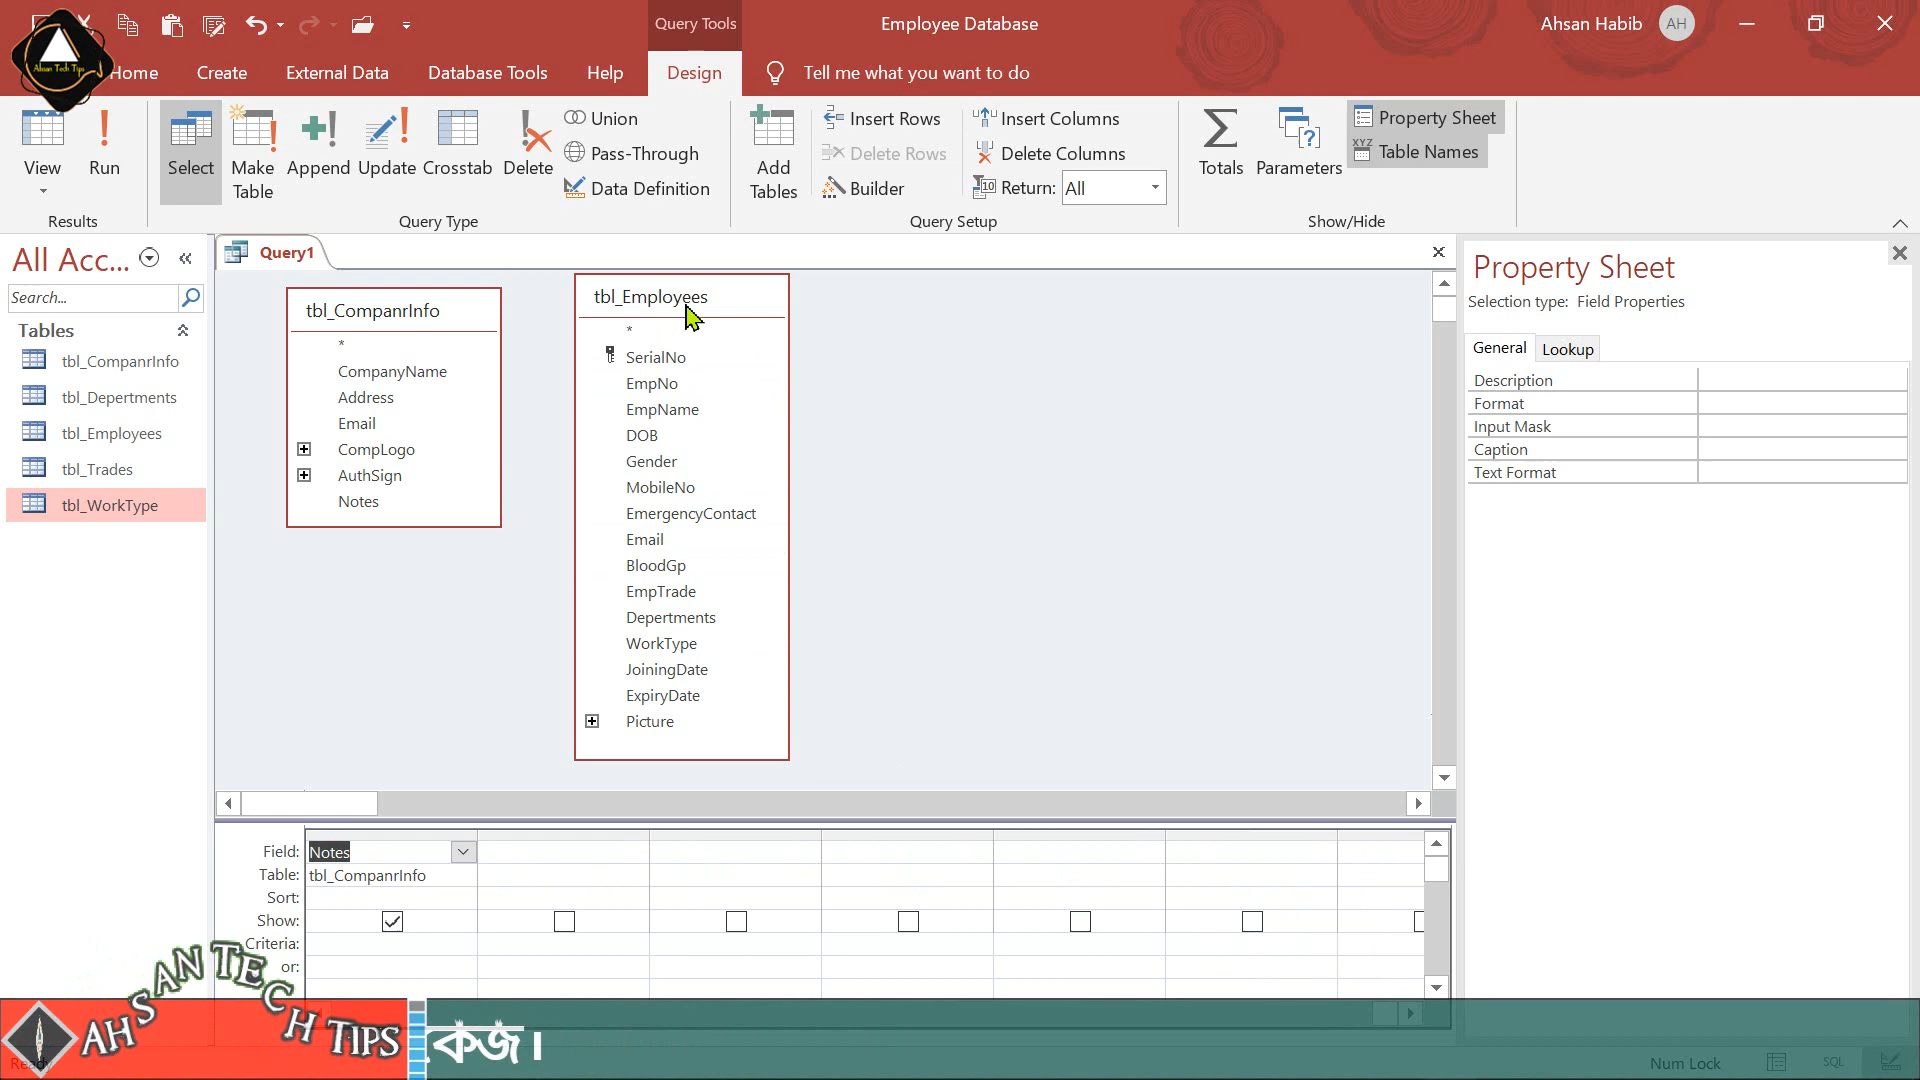 Query Tools
Employee Database
Ahsan Habib
AH
Ahsan Tech Tips
Home
Create
External Data
Database Tools
Help
Design
Tell me what you want to do
View
Run
Results
Select
Make Table
Append
Update
Crosstab
Delete
Union
Pass-Through
Data Definition
Query Type
Add Tables
Insert Rows
Delete Rows
Builder
Insert Columns
Delete Columns
Return: All
Query Setup
Totals
Parameters
Property Sheet
Table Names
Show/Hide
All Acc...
Search...
Tables
tbl_CompanrInfo
tbl_Depertments
tbl_Employees
tbl_Trades
tbl_WorkType
Query1
tbl_CompanrInfo
*
CompanyName
Address
Email
CompLogo
AuthSign
Notes
tbl_Employees
*
SerialNo
EmpNo
EmpName
DOB
Gender
MobileNo
EmergencyContact
Email
BloodGp
EmpTrade
Depertments
WorkType
JoiningDate
ExpiryDate
Picture
Property Sheet
Selection type: Field Properties
General
Lookup
Description
Format
Input Mask
Caption
Text Format
Field: Notes
Table: tbl_CompanrInfo
Sort:
Show:
Criteria:
or:
AHSAN TECH TIPS
কেজ।
Ready
Num Lock
SQL